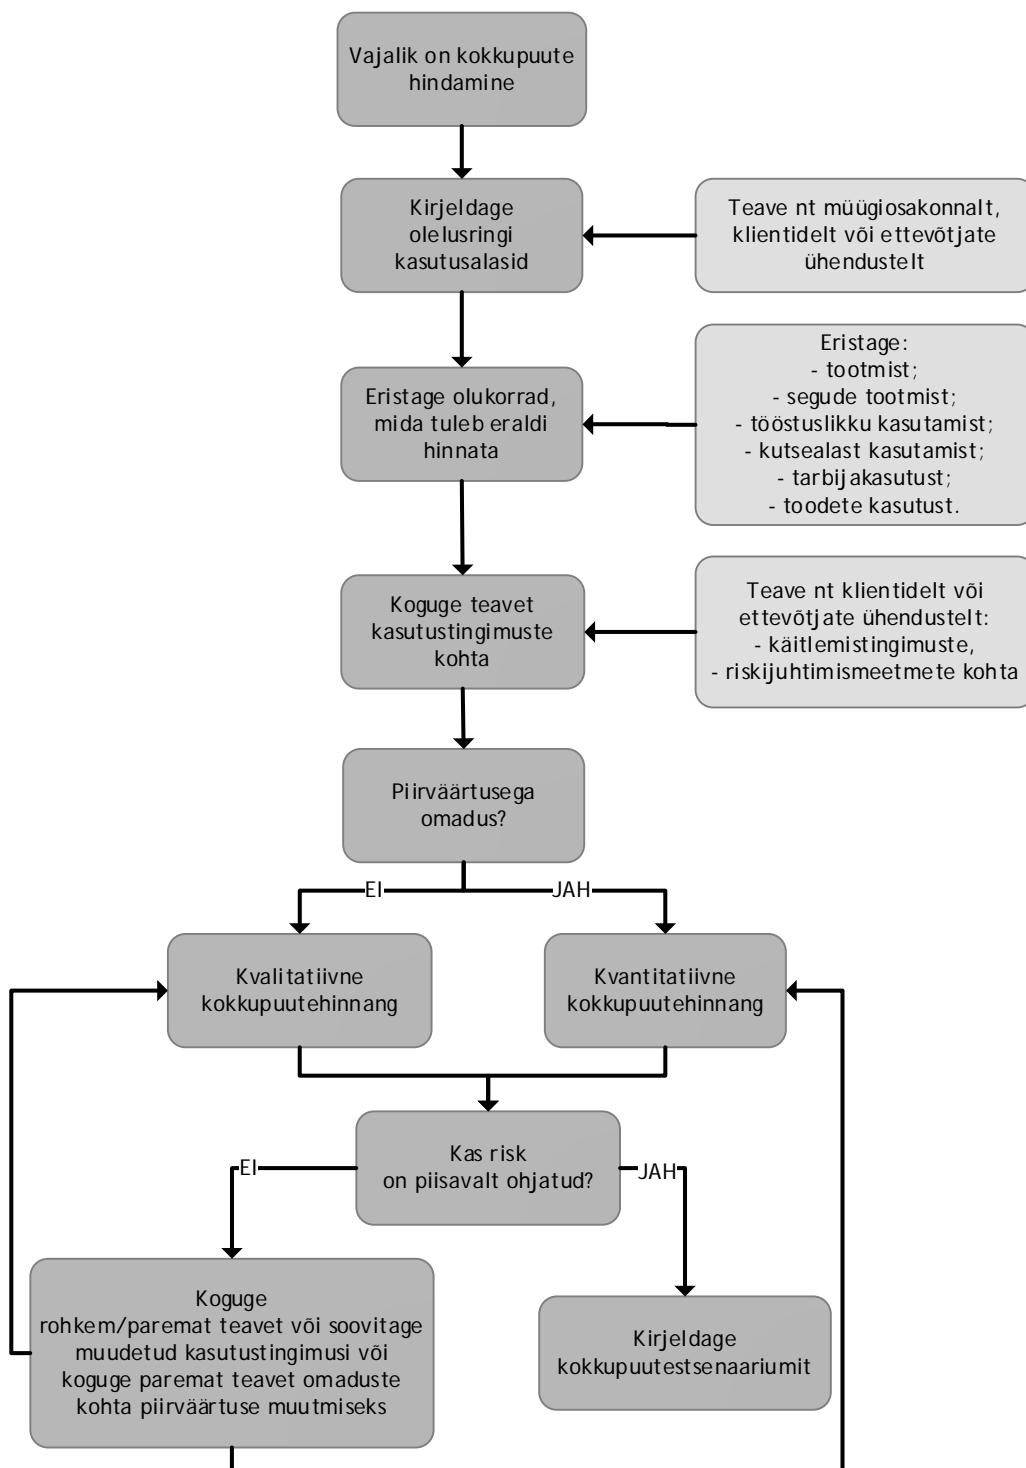 Vajalik on kokkupuute
hindamine
Kirjeldage
olelusringi
kasutusalasid
Teave nt müügiosakonnalt,
klientidelt või ettevõtjate
ühendustelt
Eristage olukorrad,
mida tuleb eraldi
hinnata
Eristage:
- tootmist;
- segude tootmist;
- tööstuslikku kasutamist;
- kutsealast kasutamist;
- tarbijakasutust;
- toodete kasutust.
Koguge teavet
kasutustingimuste
kohta
Teave nt klientidelt või
ettevõtjate ühendustelt:
- käitlemistingimuste,
- riskijuhtimismeetmete kohta
Piirväärtusega
omadus?
EI
JAH
Kvalitatiivne
kokkupuutehinnang
Kvantitatiivne
kokkupuutehinnang
Kas risk
on piisavalt ohjatud?
EI
JAH
Koguge
rohkem/paremat teavet või soovitage
muudetud kasutustingimusi või
koguge paremat teavet omaduste
kohta piirväärtuse muutmiseks
Kirjeldage
kokkupuutestsenaariumit